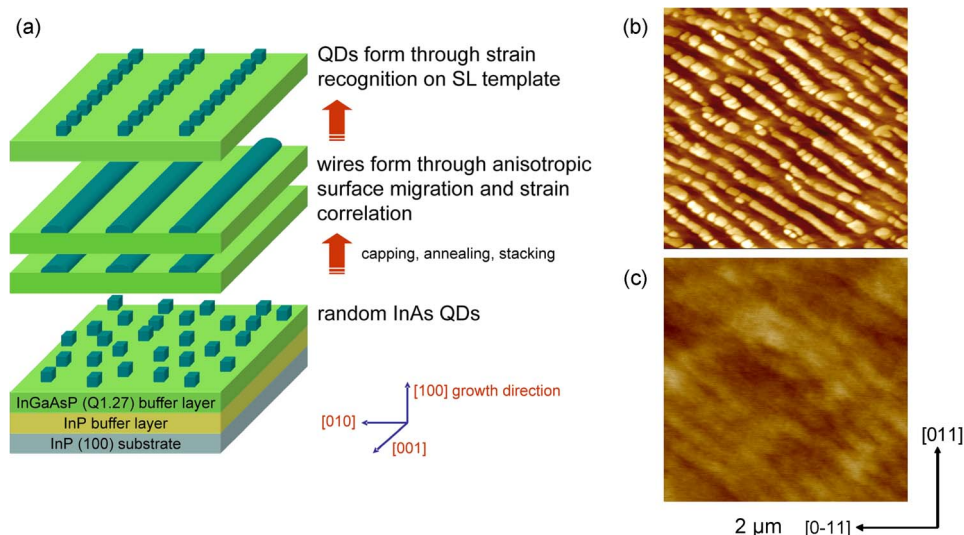 (a)
QDs form through strain
recognition on SL template
wires form through anisotropic
surface migration and strain
correlation
capping, annealing, stacking
random InAs QDs
InGaAsP (Q1.27) buffer layer
InP buffer layer
InP (100) substrate
[100] growth direction
[010]
[001]
(b)
(c)
[011]
2 µm
[0-11]